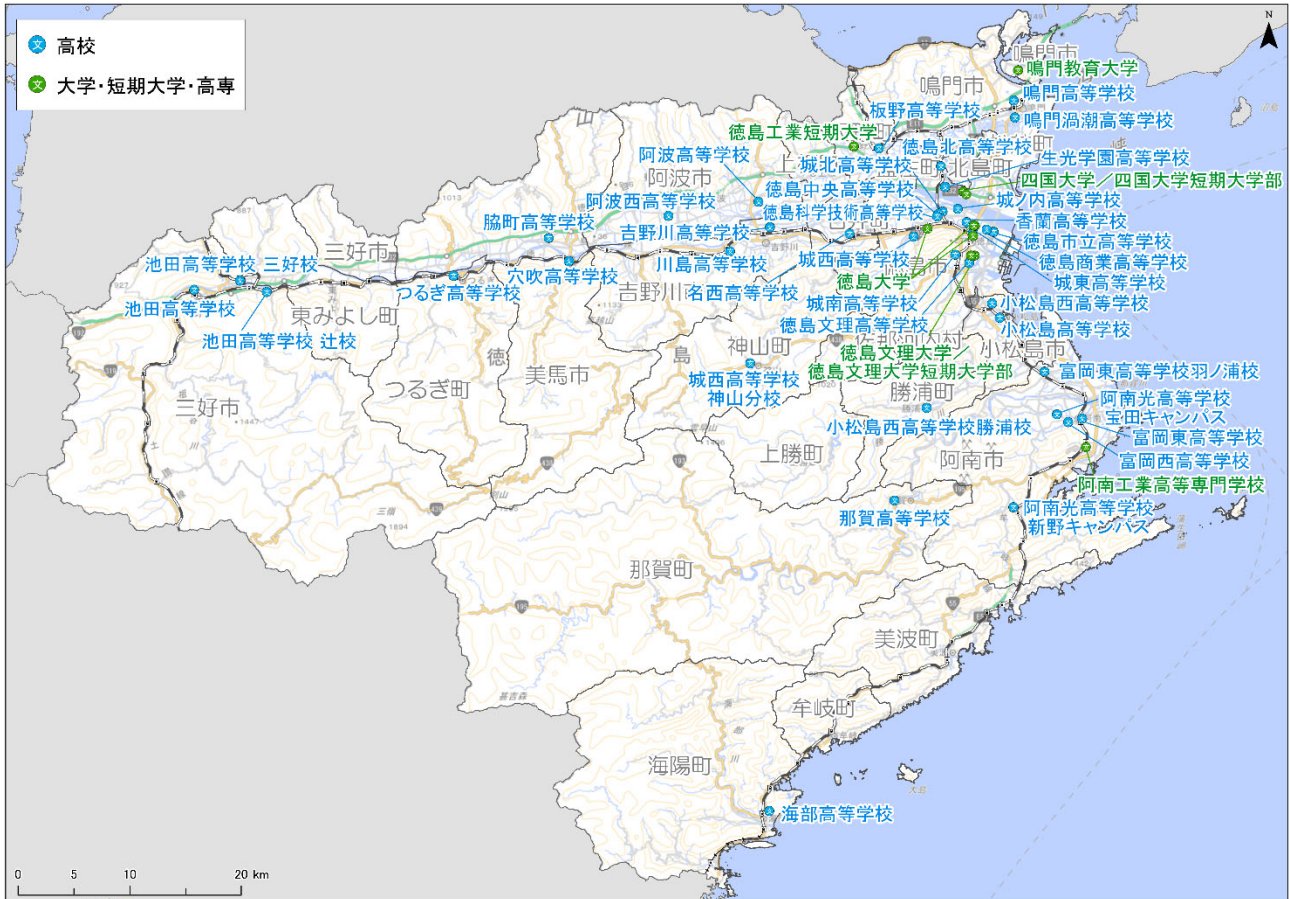 高校
大学・短期大学・高専
N
鳴門市
鳴門教育大学
鳴門市
鳴門高等学校
板野高等学校
鳴門渦潮高等学校
徳島工業短期大学
徳島北高等学校
阿波高等学校
城北高等学校
北島町
生光学園高等学校
阿波市
徳島中央高等学校
四国大学／四国大学短期大学部
阿波西高等学校
城ノ内高等学校
徳島科学技術高等学校
香蘭高等学校
脇町高等学校
吉野川高等学校
徳島市立高等学校
三好市
池田高等学校 三好校
穴吹高等学校
川島高等学校
城西高等学校
徳島商業高等学校
つるぎ高等学校
徳島大学
城東高等学校
名西高等学校
池田高等学校
東みよし町
城南高等学校
小松島西高等学校
池田高等学校 辻校
徳島文理高等学校
小松島高等学校
佐那河内村
小松島市
神山町
徳島文理大学／
徳島文理大学短期大学部
富岡東高等学校羽ノ浦校
城西高等学校
神山分校
つるぎ町
美馬市
勝浦町
三好市
阿南光高等学校
宝田キャンパス
小松島西高等学校勝浦校
富岡東高等学校
上勝町
阿南市
富岡西高等学校
阿南工業高等専門学校
那賀高等学校
阿南光高等学校
新野キャンパス
那賀町
美波町
牟岐町
海陽町
海部高等学校
0 5 10 20 km